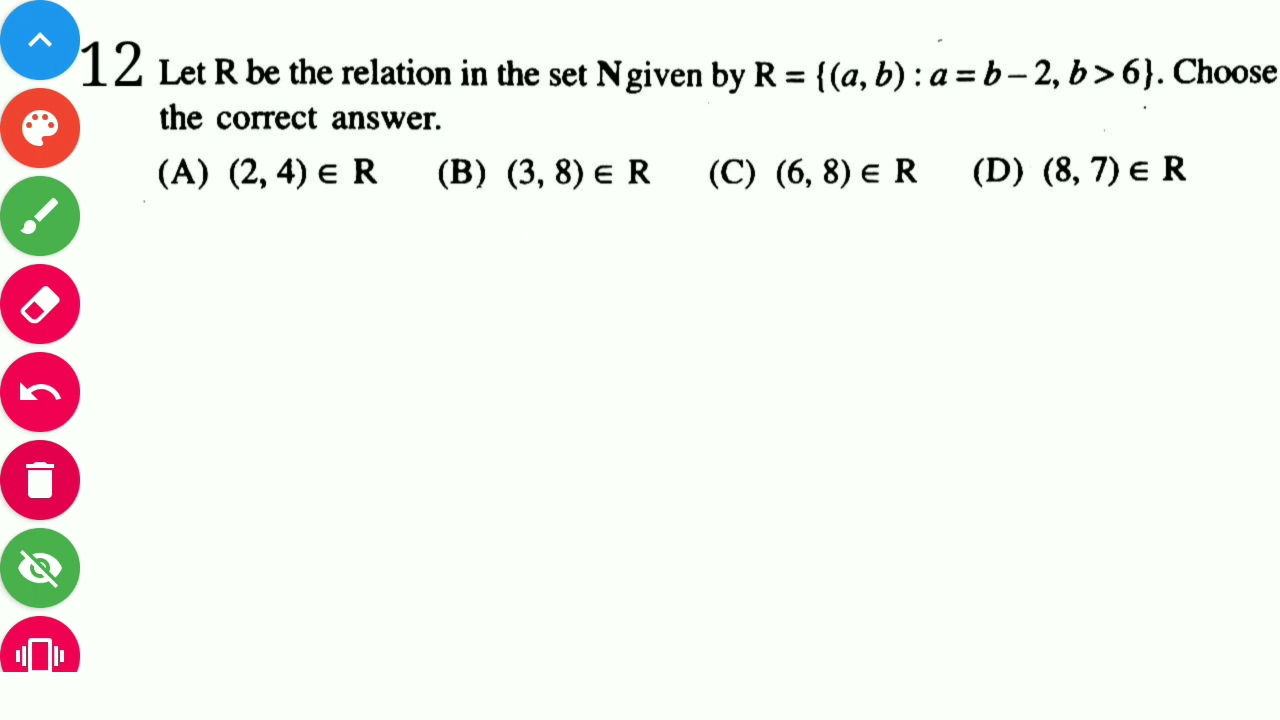 12 Let R be the relation in the set N given by R = {(a, b) : a = b – 2, b > 6}. Choose
the correct answer.
(A) (2, 4) ∈ R (B) (3, 8) ∈ R (C) (6, 8) ∈ R (D) (8, 7) ∈ R